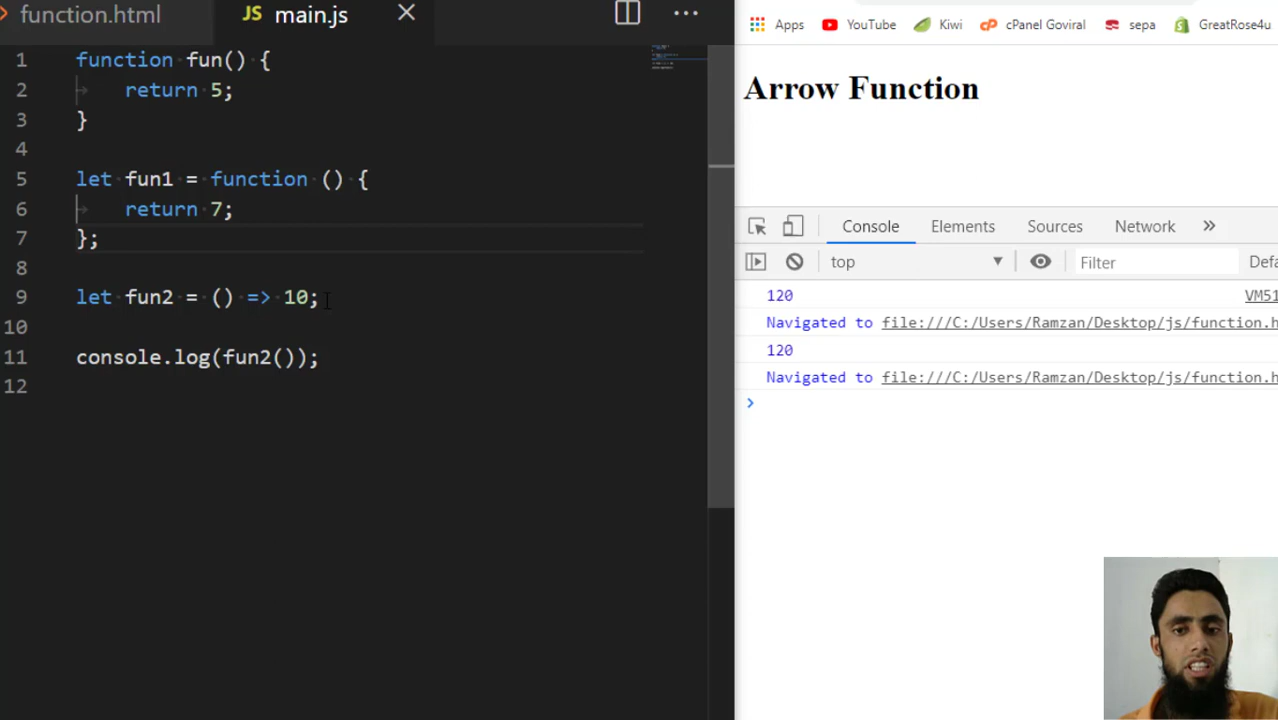 function.html
JS main.js
1 function fun() {
2 return 5;
3 }
4
5 let fun1 = function () {
6 return 7;
7 };
8
9 let fun2 = () => 10;
10
11 console.log(fun2());
12
Apps YouTube Kiwi cPanel Goviral sepa GreatRose4u
Arrow Function
Console Elements Sources Network »
top Filter Defa
120 VM51
Navigated to file:///C:/Users/Ramzan/Desktop/js/function.h
120
Navigated to file:///C:/Users/Ramzan/Desktop/js/function.h